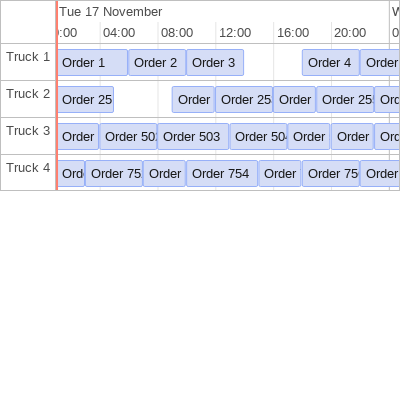 Tue 17 November W
:00 04:00 08:00 12:00 16:00 20:00 0
Truck 1 Order 1 Order 2 Order 3 Order 4 Order
Truck 2 Order 25 Order Order 25 Order Order 25 Ord
Truck 3 Order Order 50 Order 503 Order 504 Order Order Ord
Truck 4 Ord Order 75 Order Order 754 Order Order 75 Order